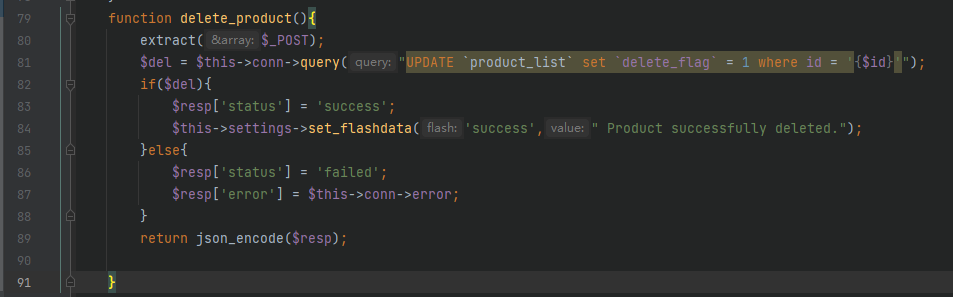 79 function delete_product(){
80 extract( &array: $_POST);
81 $del = $this->conn->query( query: "UPDATE `product_list` set `delete_flag` = 1 where id = '{$id}'");
82 if($del){
83 $resp['status'] = 'success';
84 $this->settings->set_flashdata( flash: 'success', value: " Product successfully deleted.");
85 }else{
86 $resp['status'] = 'failed';
87 $resp['error'] = $this->conn->error;
88 }
89 return json_encode($resp);
90
91 }